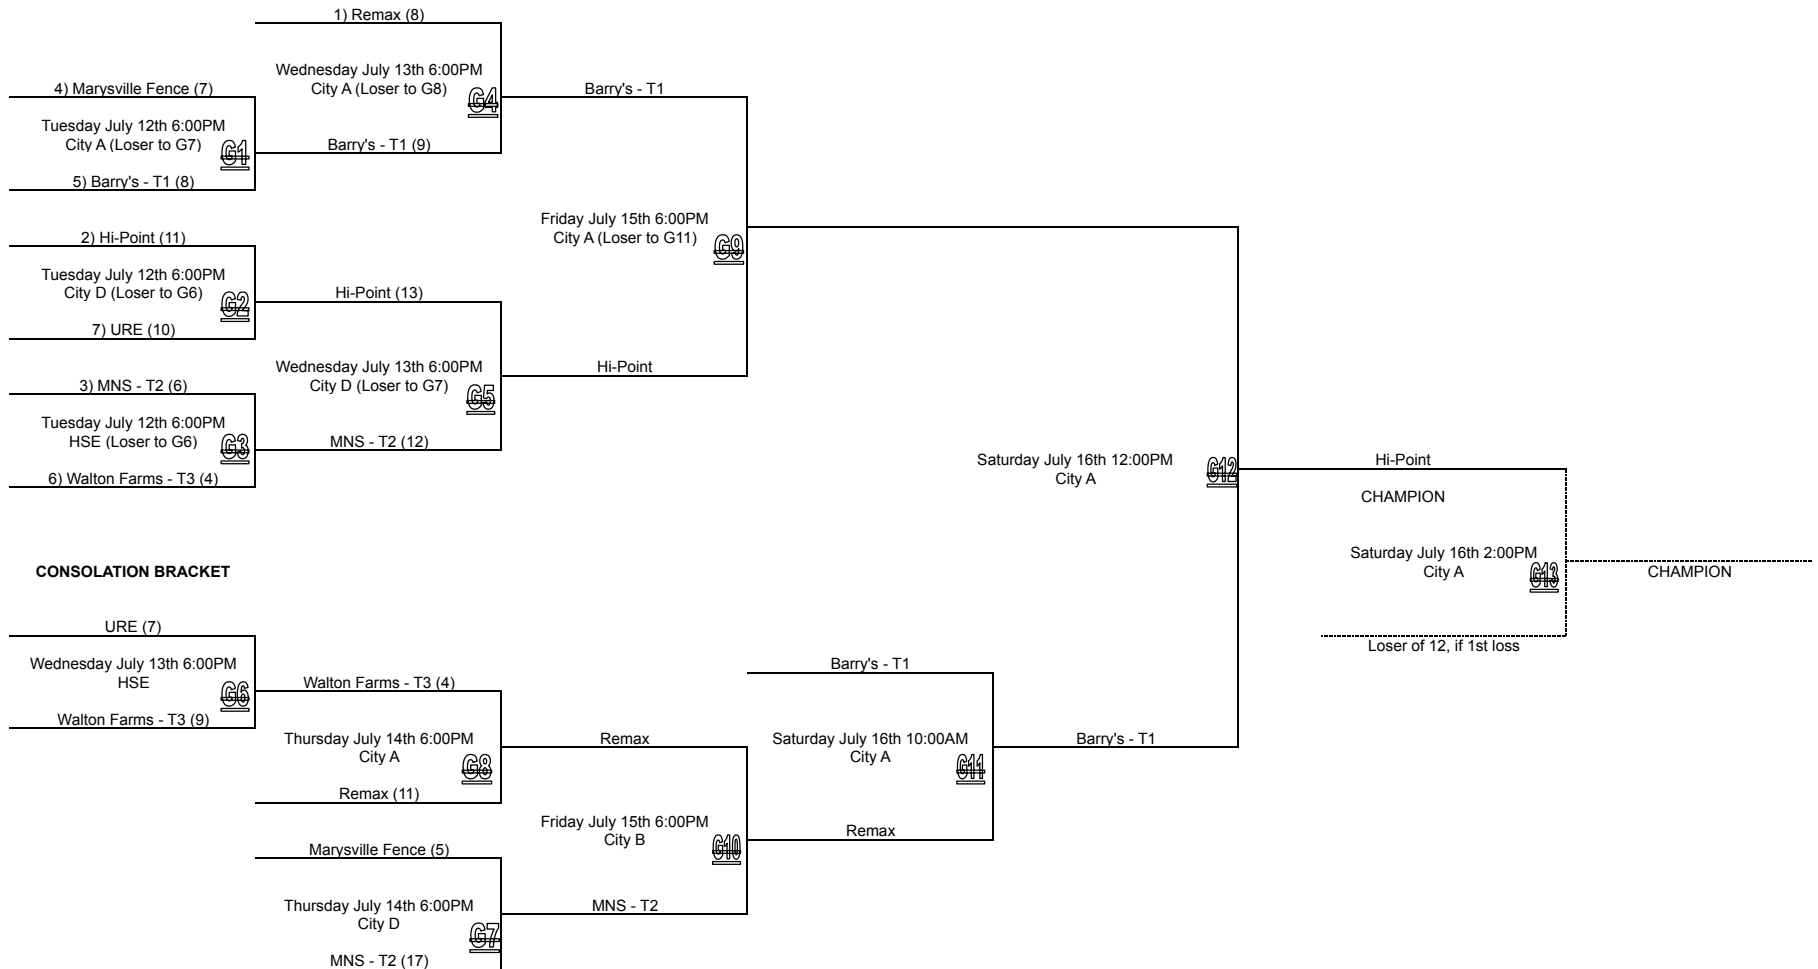 1) Remax (8)
Wednesday July 13th 6:00PM
City A (Loser to G8)
G4
4) Marysville Fence (7)
Barry's - T1
Tuesday July 12th 6:00PM
City A (Loser to G7)
G1
Barry's - T1 (9)
5) Barry's - T1 (8)
2) Hi-Point (11)
Friday July 15th 6:00PM
City A (Loser to G11)
G9
Tuesday July 12th 6:00PM
City D (Loser to G6)
G2
Hi-Point (13)
7) URE (10)
Wednesday July 13th 6:00PM
City D (Loser to G7)
G5
Hi-Point
3) MNS - T2 (6)
Tuesday July 12th 6:00PM
HSE (Loser to G6)
G3
MNS - T2 (12)
6) Walton Farms - T3 (4)
Saturday July 16th 12:00PM
City A
G12
Hi-Point
CHAMPION
Saturday July 16th 2:00PM
City A
G13
CHAMPION
Loser of 12, if 1st loss
CONSOLATION BRACKET
URE (7)
Wednesday July 13th 6:00PM
HSE
G6
Walton Farms - T3 (9)
Walton Farms - T3 (4)
Thursday July 14th 6:00PM
City A
G8
Remax (11)
Remax
Barry's - T1
Saturday July 16th 10:00AM
City A
G11
Barry's - T1
Friday July 15th 6:00PM
City B
G10
Remax
Marysville Fence (5)
Thursday July 14th 6:00PM
City D
G7
MNS - T2
MNS - T2 (17)